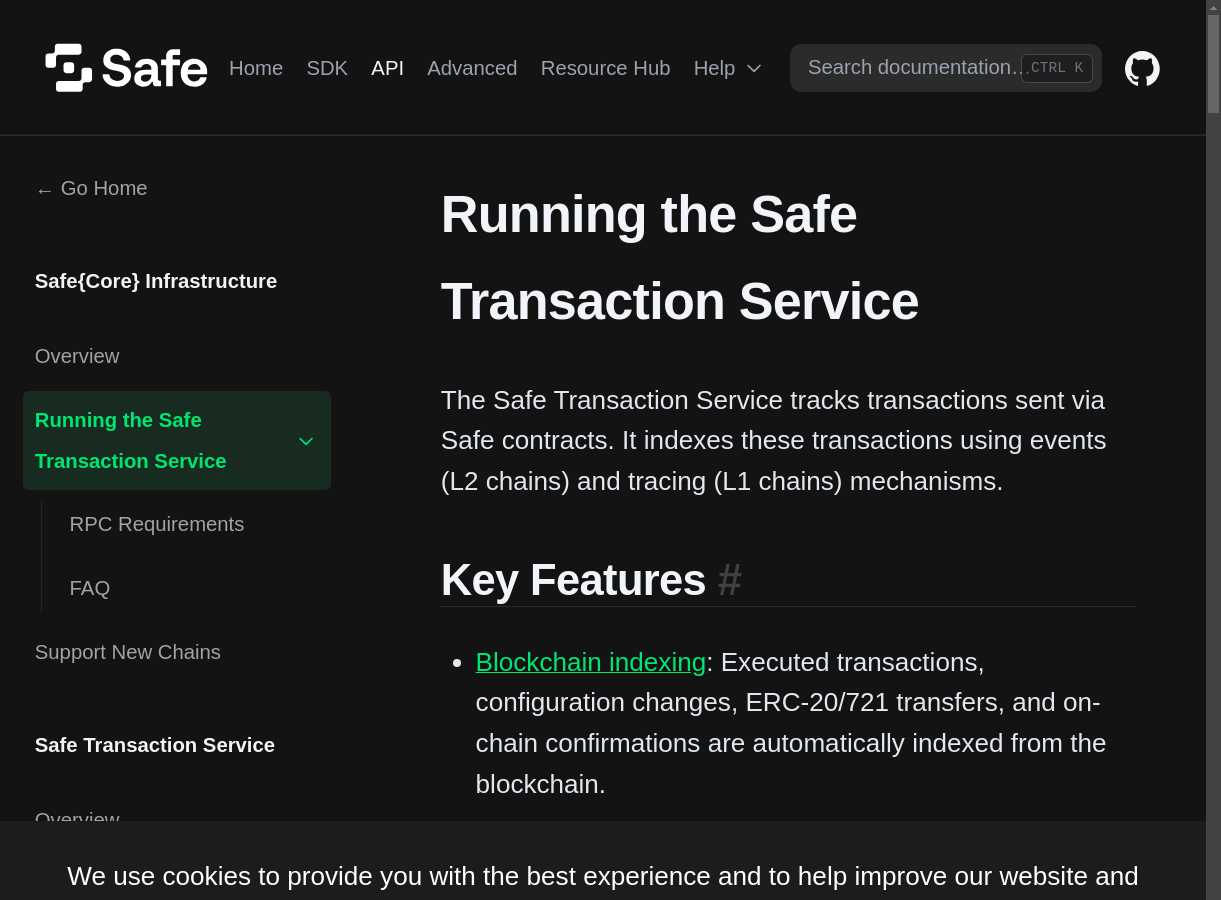 Safe
Home SDK API Advanced Resource Hub Help
Search documentation… CTRL K
← Go Home
Safe{Core} Infrastructure
Overview
Running the Safe
Transaction Service
RPC Requirements
FAQ
Support New Chains
Safe Transaction Service
Overview
Running the Safe
Transaction Service
The Safe Transaction Service tracks transactions sent via
Safe contracts. It indexes these transactions using events
(L2 chains) and tracing (L1 chains) mechanisms.
Key Features #
• Blockchain indexing: Executed transactions,
configuration changes, ERC-20/721 transfers, and on-
chain confirmations are automatically indexed from the
blockchain.
We use cookies to provide you with the best experience and to help improve our website and